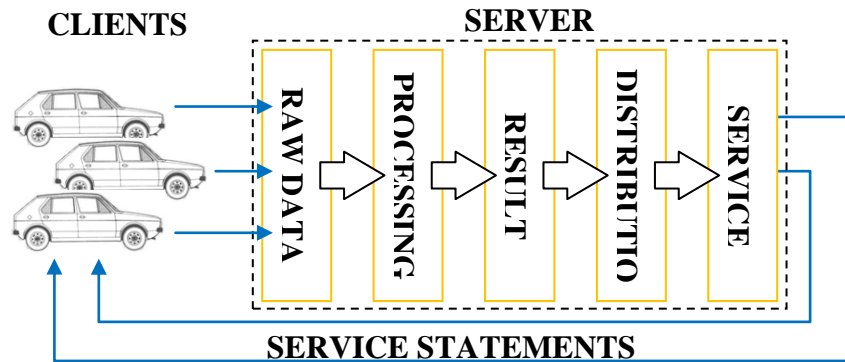 CLIENTS
SERVER
RAW DATA
PROCESSING
RESULT
DISTRIBUTIO
SERVICE
SERVICE STATEMENTS